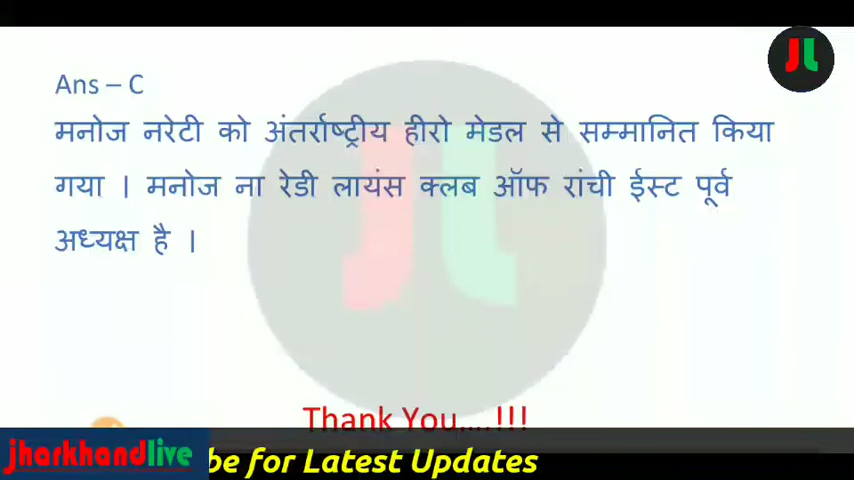 JL
Ans – C
मनोज नरेटी को अंतर्राष्ट्रीय हीरो मेडल से सम्मानित किया
गया । मनोज ना रेडी लायंस क्लब ऑफ रांची ईस्ट पूर्व
अध्यक्ष है ।
Thank You....!!!
jharkhandlive
be for Latest Updates